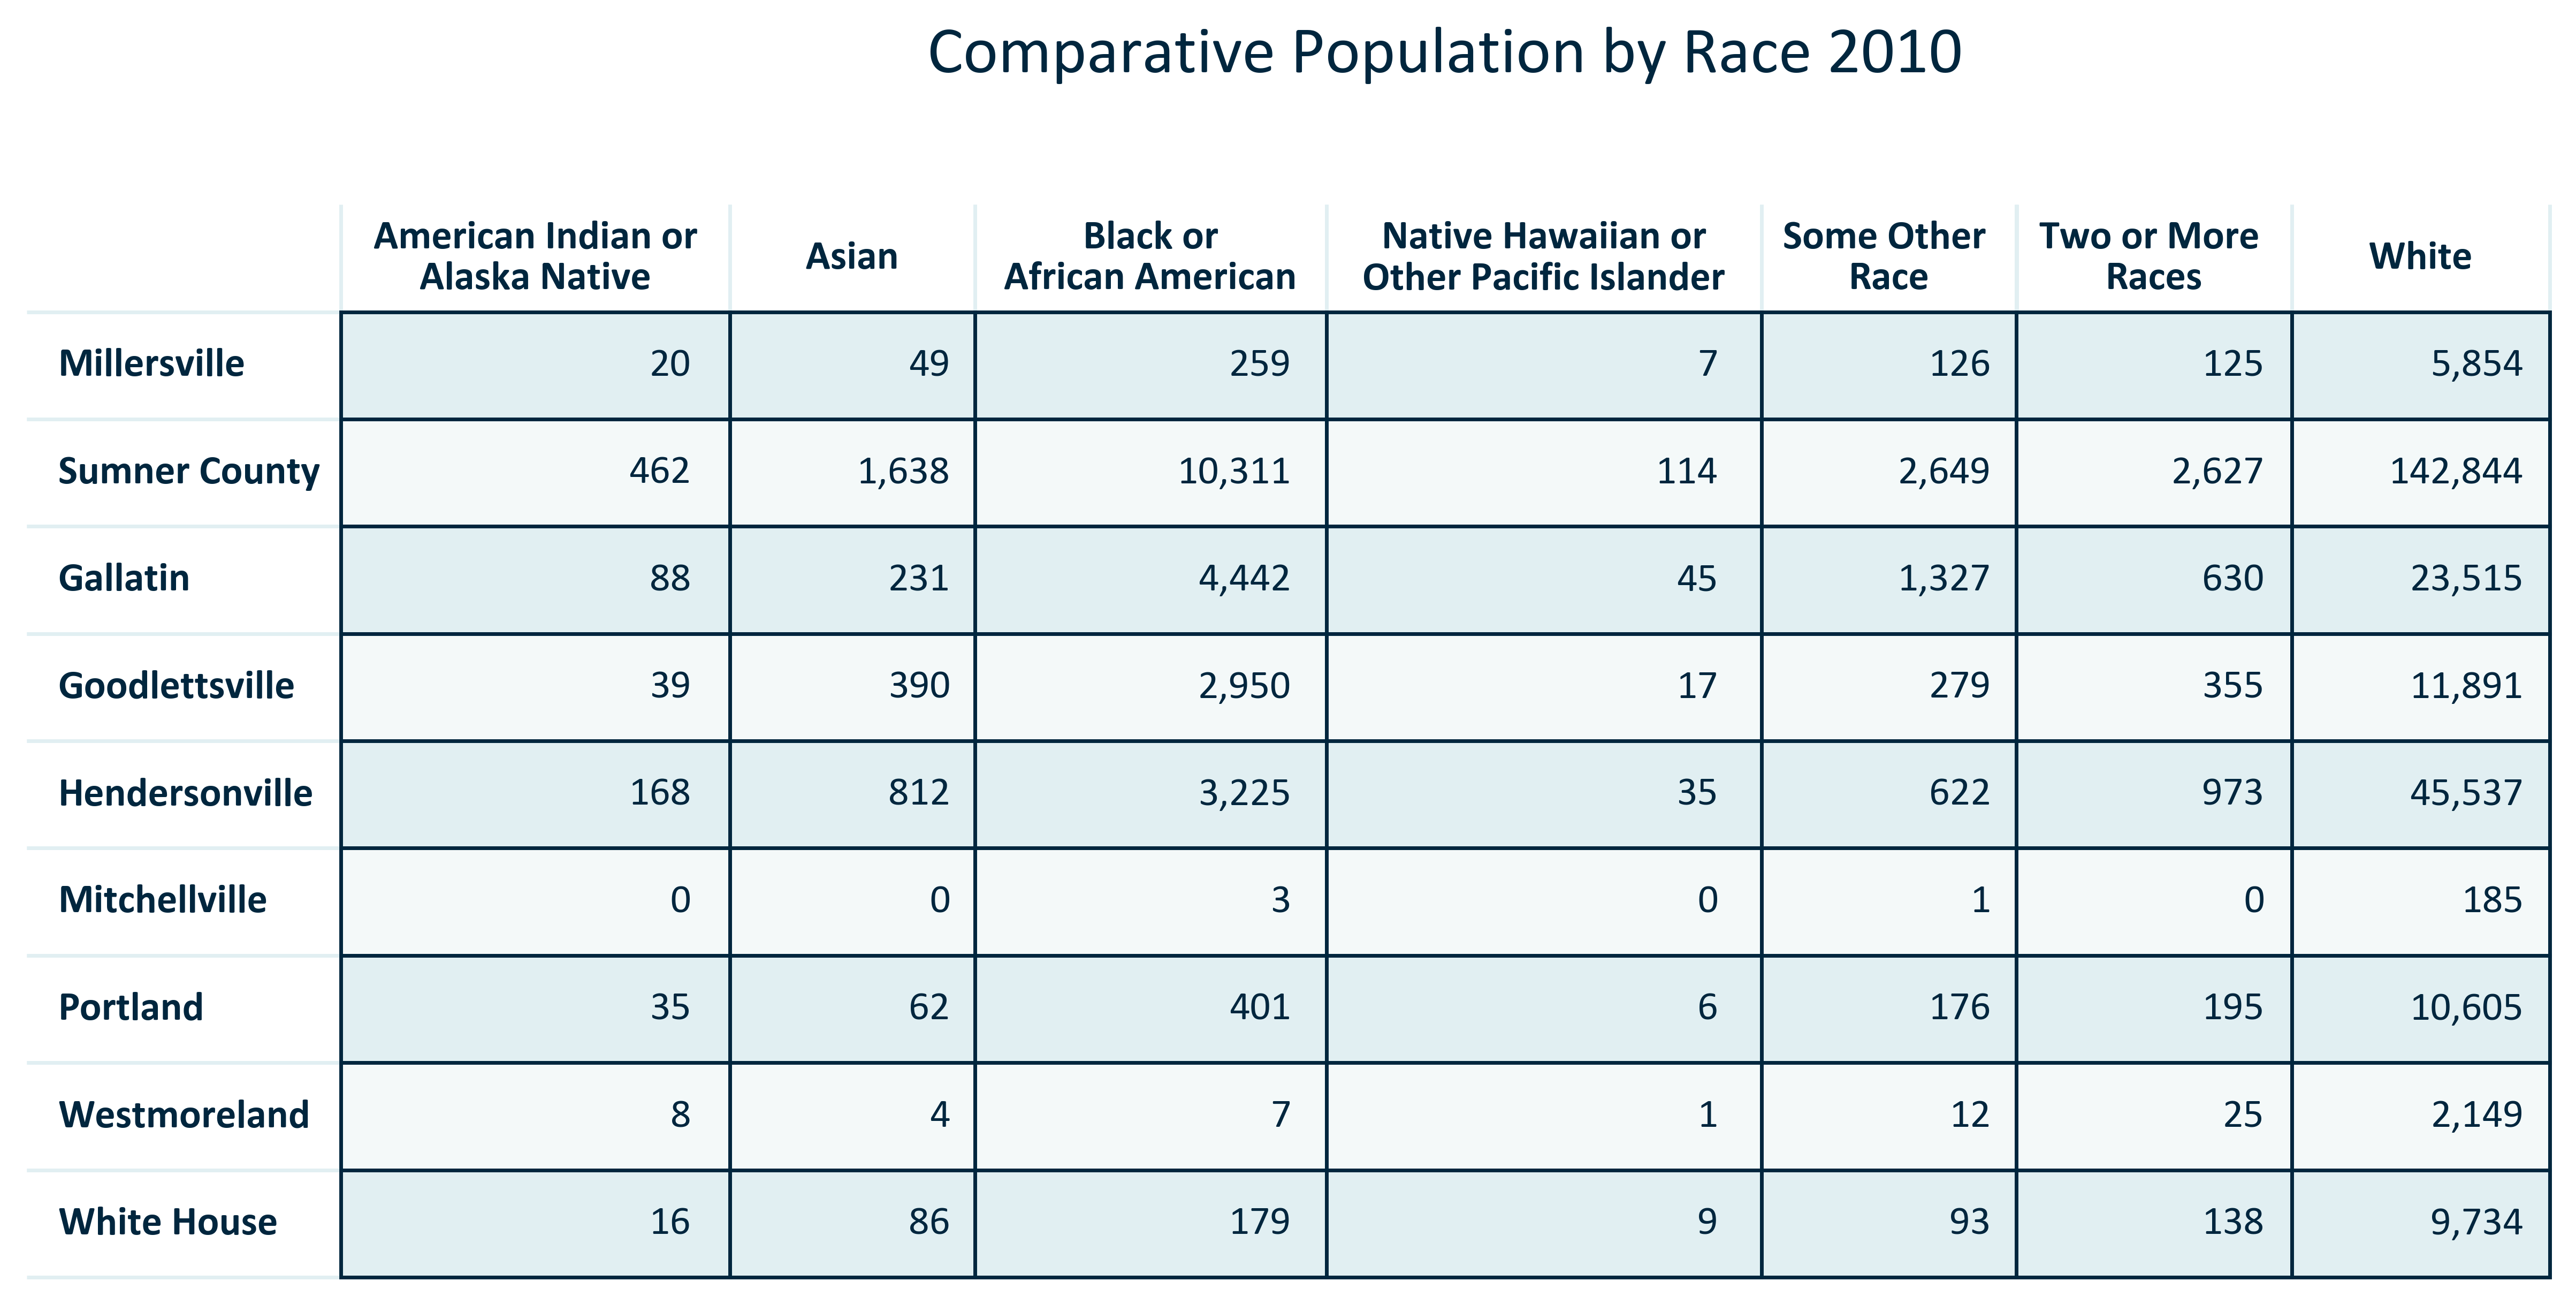 Comparative Population by Race 2010
American Indian or Alaska Native Asian Black or African American Native Hawaiian or Other Pacific Islander Some Other Race Two or More Races White
Millersville 20 49 259 7 126 125 5,854
Sumner County 462 1,638 10,311 114 2,649 2,627 142,844
Gallatin 88 231 4,442 45 1,327 630 23,515
Goodlettsville 39 390 2,950 17 279 355 11,891
Hendersonville 168 812 3,225 35 622 973 45,537
Mitchellville 0 0 3 0 1 0 185
Portland 35 62 401 6 176 195 10,605
Westmoreland 8 4 7 1 12 25 2,149
White House 16 86 179 9 93 138 9,734